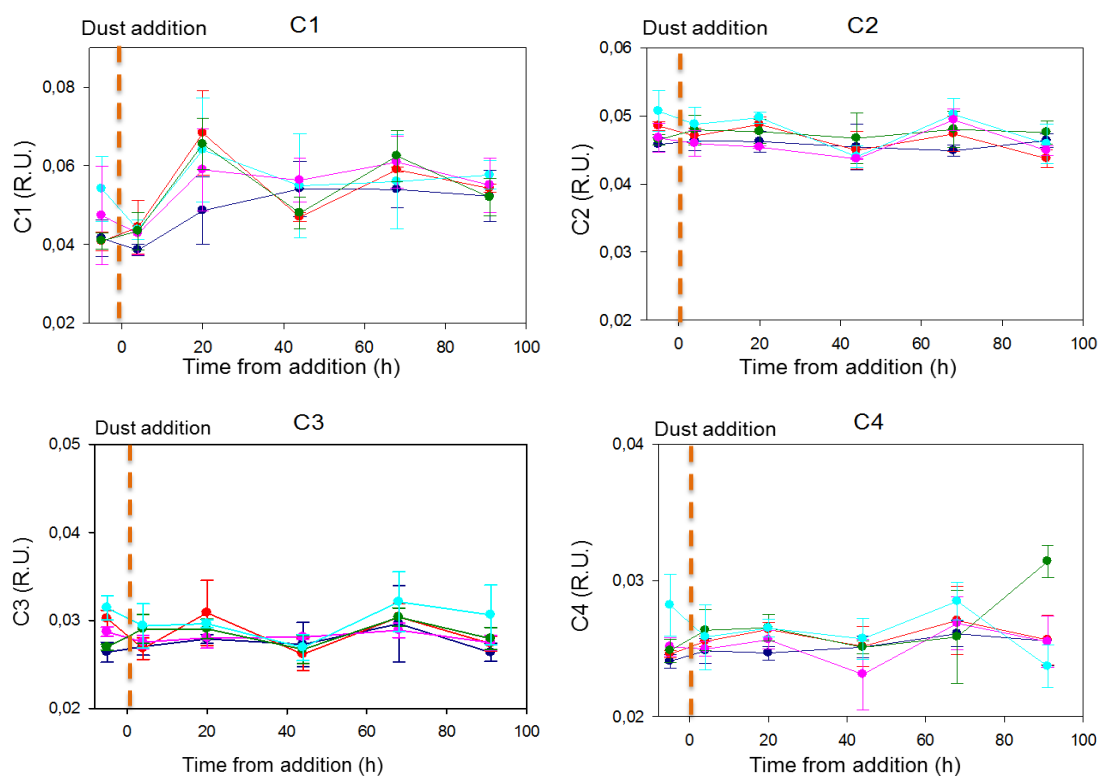 Dust addition
C1
C1 (R.U.)
0,08
0,06
0,04
0,02
0 20 40 60 80 100
Time from addition (h)
Dust addition
C2
C2 (R.U.)
0,06
0,05
0,04
0,03
0,02
0 20 40 60 80 100
Time from addition (h)
Dust addition
C3
C3 (R.U.)
0,05
0,04
0,03
0,02
0 20 40 60 80 100
Time from addition (h)
Dust addition
C4
C4 (R.U.)
0,04
0,03
0,02
0 20 40 60 80 100
Time from addition (h)